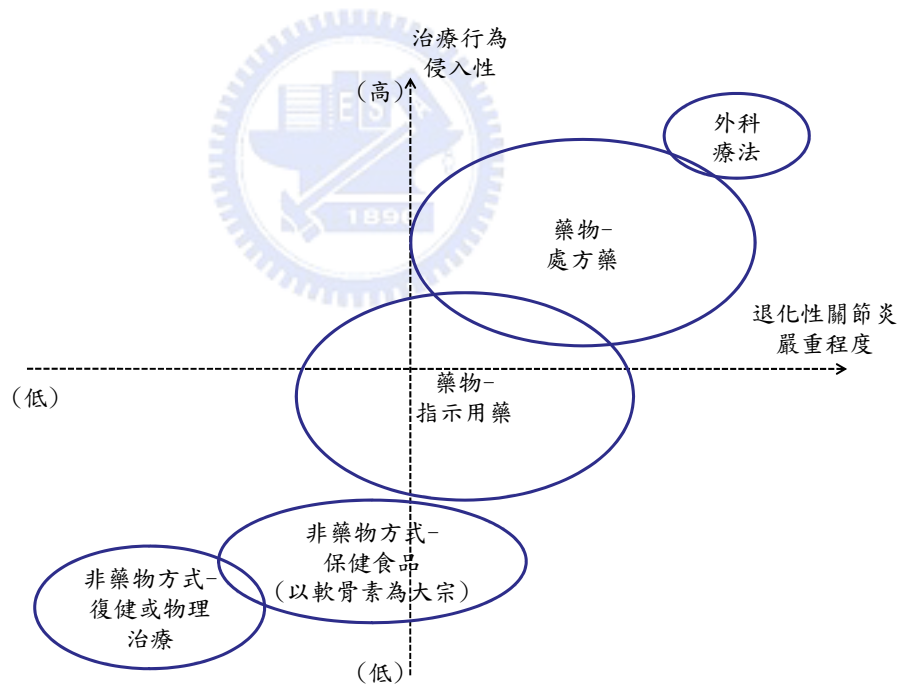 治療行為
侵入性
(高)
外科
療法
E S A
1896
藥物-
處方藥
退化性關節炎
嚴重程度
(低)
藥物-
指示用藥
非藥物方式-
保健食品
(以軟骨素為大宗)
非藥物方式-
復健或物理
治療
(低)